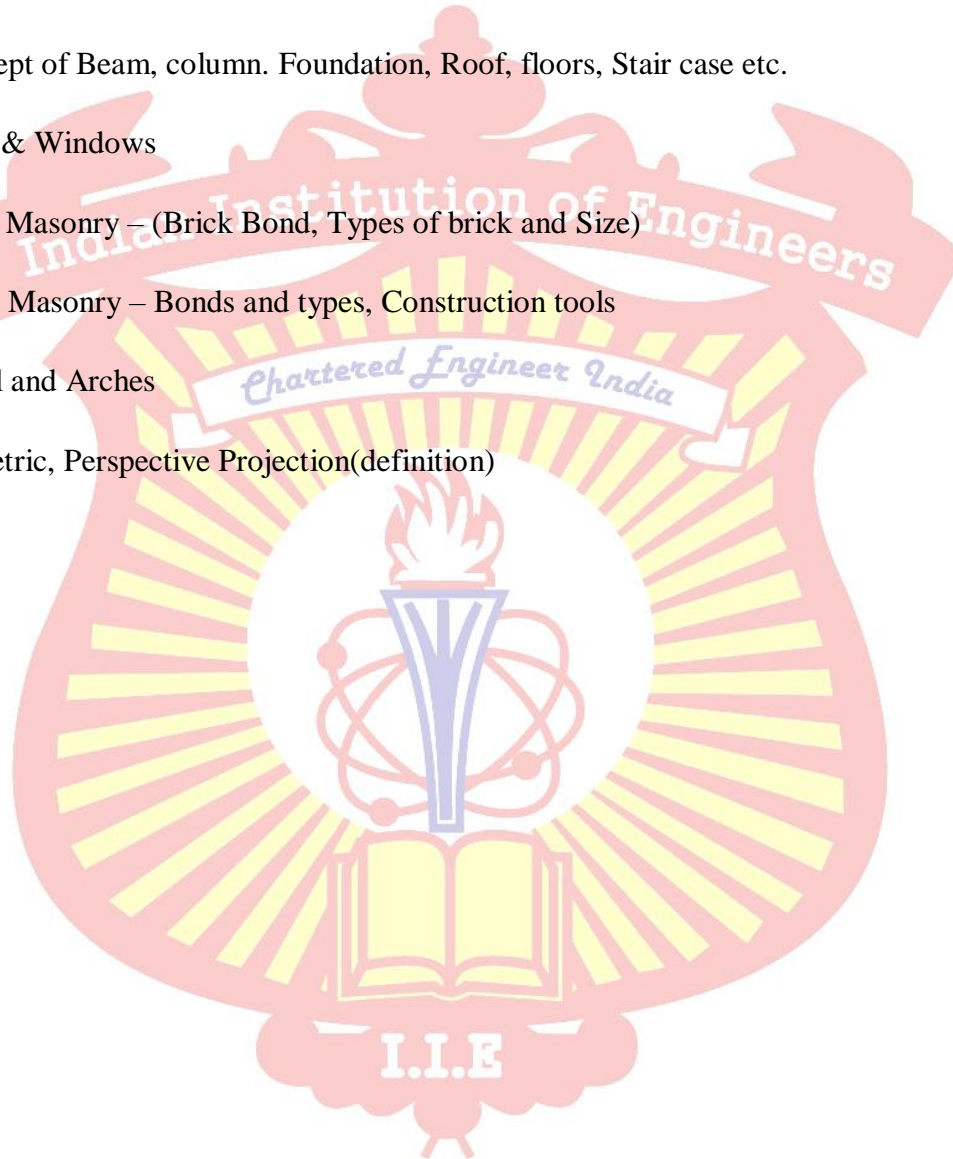 ept of Beam, column. Foundation, Roof, floors, Stair case etc.
& Windows
Indian Institution of Engineers
Masonry – (Brick Bond, Types of brick and Size)
Masonry – Bonds and types, Construction tools
Chartered Engineer India
l and Arches
etric, Perspective Projection(definition)
I.I.E